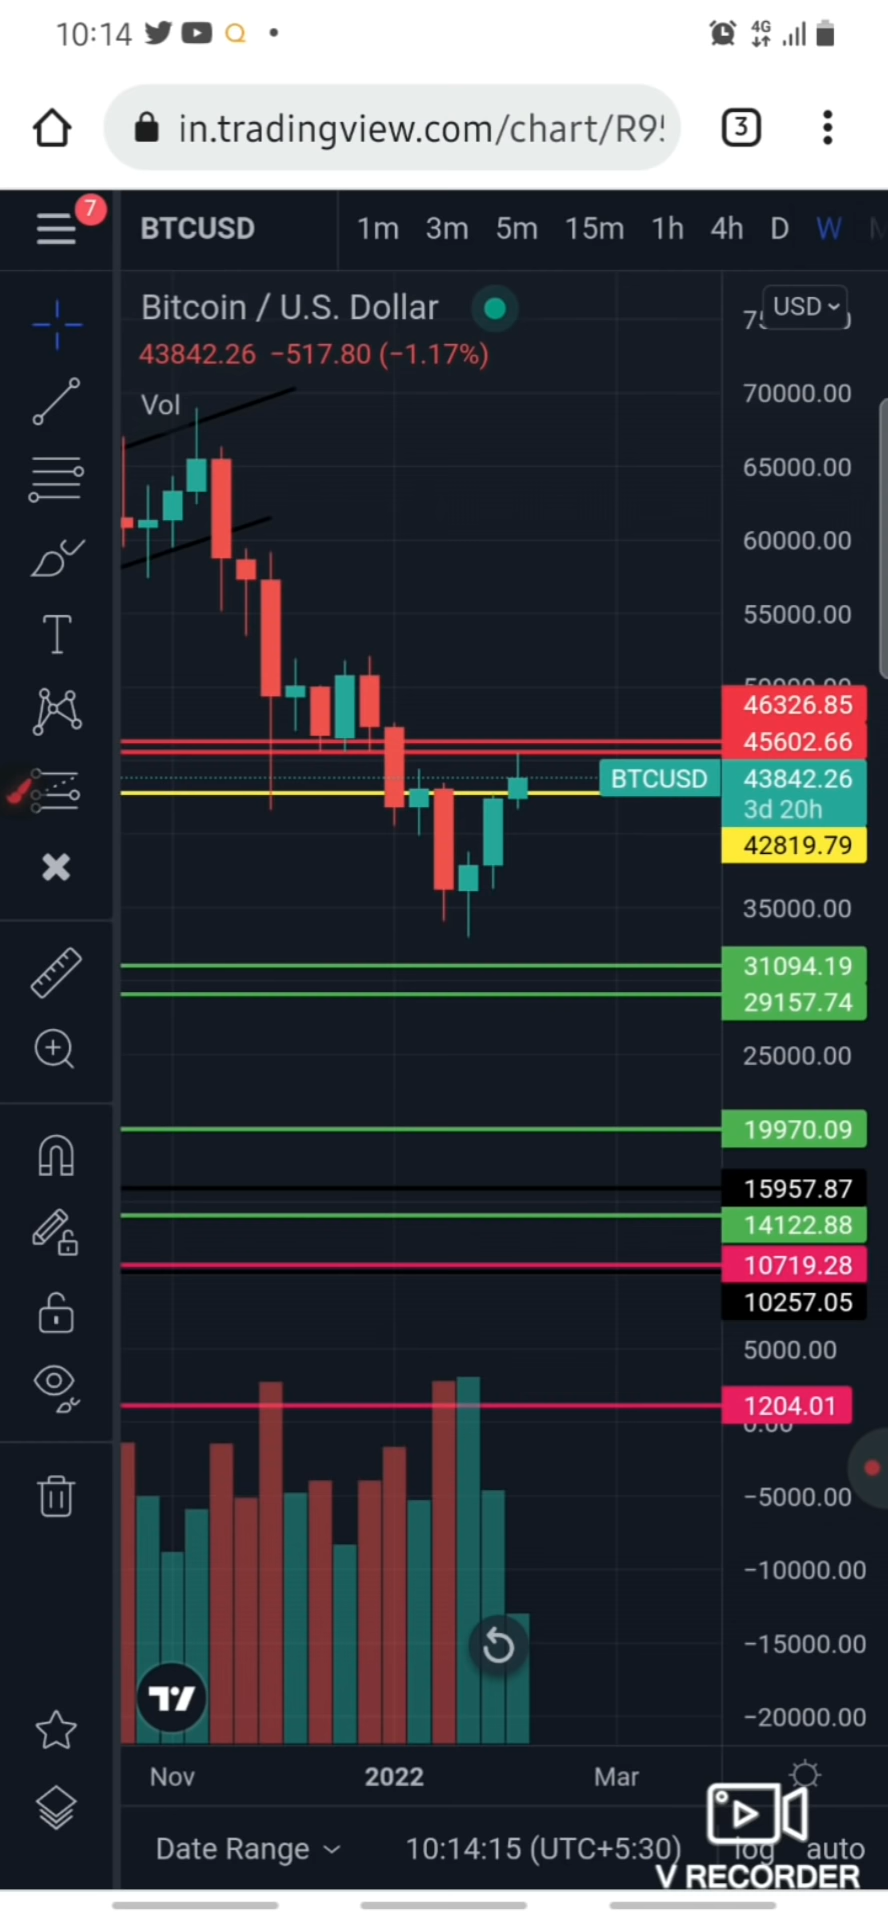 10:14
4G
in.tradingview.com/chart/R9
3
7
BTCUSD 1m 3m 5m 15m 1h 4h D W
Bitcoin / U.S. Dollar
USD
43842.26 −517.80 (−1.17%)
Vol
70000.00
65000.00
60000.00
55000.00
46326.85
45602.66
BTCUSD 43842.26
3d 20h
42819.79
35000.00
31094.19
29157.74
25000.00
19970.09
15957.87
14122.88
10719.28
10257.05
5000.00
1204.01
0.00
−5000.00
−10000.00
−15000.00
−20000.00
Nov 2022 Mar
Date Range 10:14:15 (UTC+5:30) log auto
V RECORDER